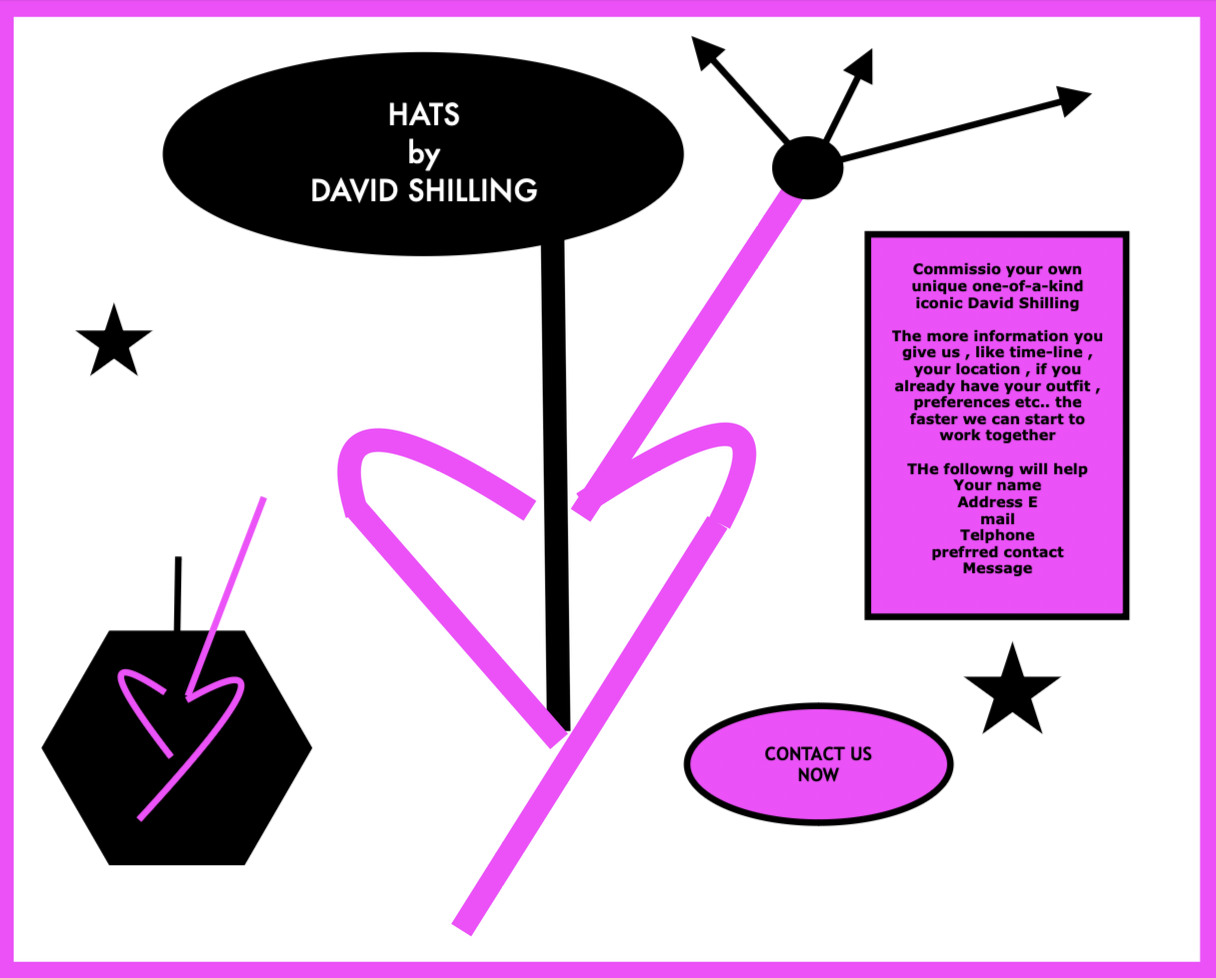 HATS
by
DAVID SHILLING
Commissio your own
unique one-of-a-kind
iconic David Shilling
The more information you
give us , like time-line ,
your location , if you
already have your outfit ,
preferences etc.. the
faster we can start to
work together
THe followng will help
Your name
Address E
mail
Telphone
prefrred contact
Message
CONTACT US
NOW